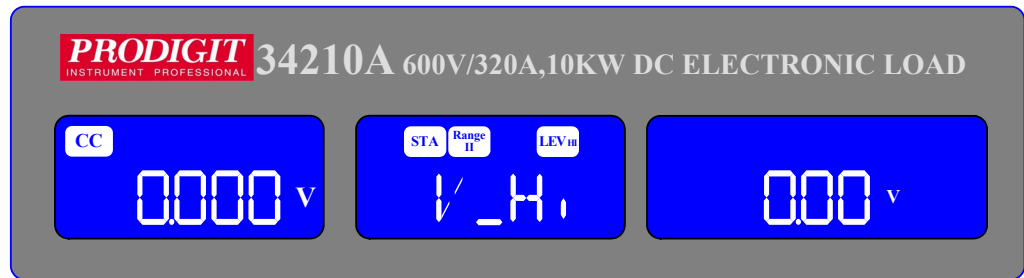 PRODIGIT
INSTRUMENT PROFESSIONAL
34210A 600V/320A,10KW DC ELECTRONIC LOAD
CC
0.000 V
STA Range II LEV HI
V_Hi
0.00 V